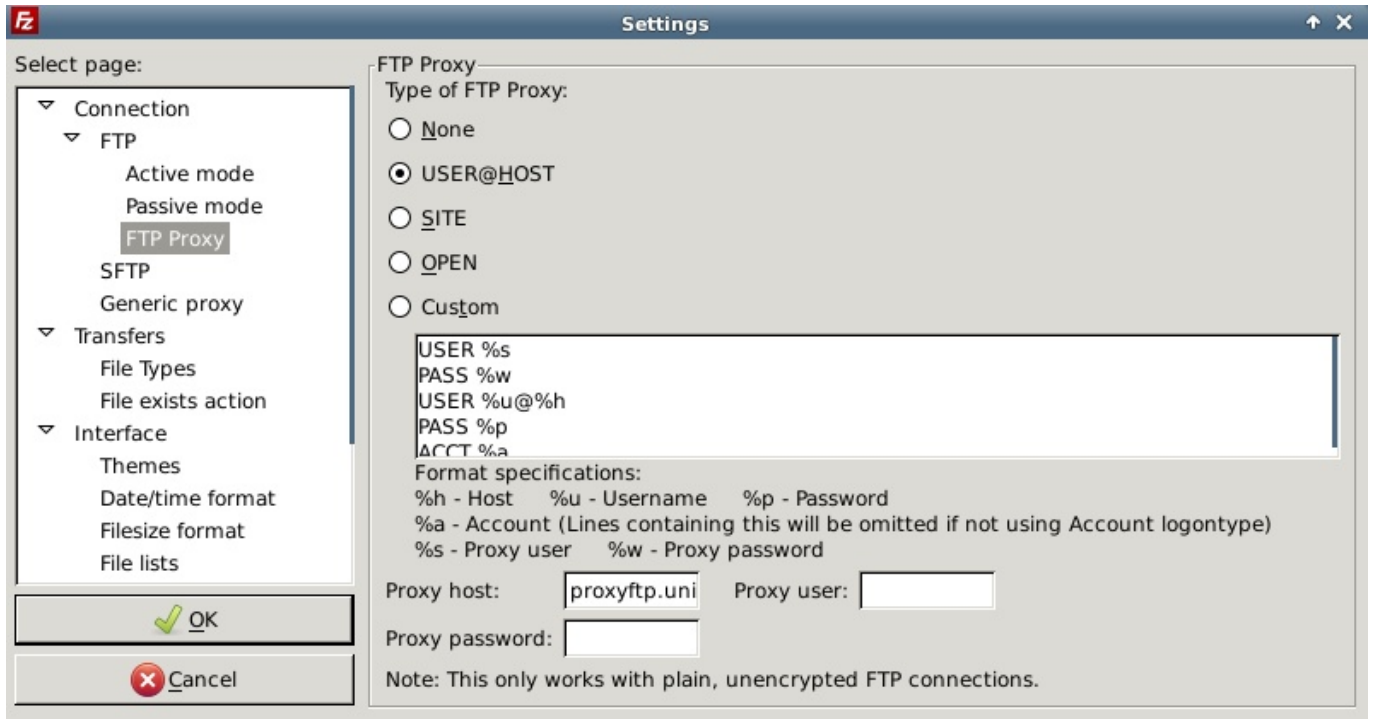 Fz
Settings
Select page:
Connection
FTP
Active mode
Passive mode
FTP Proxy
SFTP
Generic proxy
Transfers
File Types
File exists action
Interface
Themes
Date/time format
Filesize format
File lists
OK
Cancel
FTP Proxy
Type of FTP Proxy:
None
USER@HOST
SITE
OPEN
Custom
USER %s
PASS %w
USER %u@%h
PASS %p
ACCT %a
Format specifications:
%h - Host %u - Username %p - Password
%a - Account (Lines containing this will be omitted if not using Account logontype)
%s - Proxy user %w - Proxy password
Proxy host: proxyftp.uni Proxy user:
Proxy password:
Note: This only works with plain, unencrypted FTP connections.